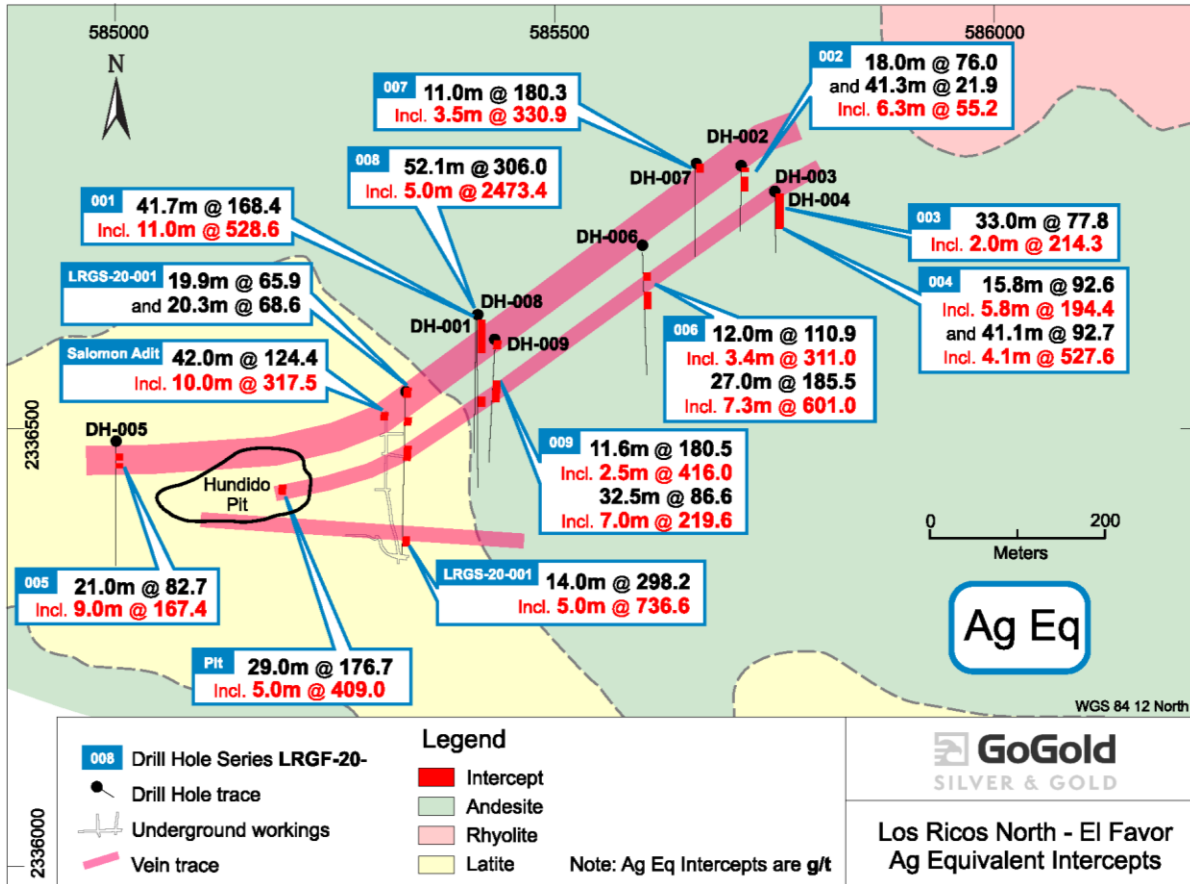 585000
585500
586000
N
007
11.0m @ 180.3
Incl. 3.5m @ 330.9
002
18.0m @ 76.0
and 41.3m @ 21.9
Incl. 6.3m @ 55.2
008
52.1m @ 306.0
Incl. 5.0m @ 2473.4
DH-002
DH-007
DH-003
DH-004
001
41.7m @ 168.4
Incl. 11.0m @ 528.6
003
33.0m @ 77.8
Incl. 2.0m @ 214.3
DH-006
LRGS-20-001
19.9m @ 65.9
and 20.3m @ 68.6
004
15.8m @ 92.6
Incl. 5.8m @ 194.4
and 41.1m @ 92.7
Incl. 4.1m @ 527.6
DH-008
DH-001
DH-009
006
12.0m @ 110.9
Incl. 3.4m @ 311.0
27.0m @ 185.5
Incl. 7.3m @ 601.0
Salomon Adit
42.0m @ 124.4
Incl. 10.0m @ 317.5
2336500
DH-005
009
11.6m @ 180.5
Incl. 2.5m @ 416.0
32.5m @ 86.6
Incl. 7.0m @ 219.6
Hundido
Pit
0
200
Meters
005
21.0m @ 82.7
Incl. 9.0m @ 167.4
LRGS-20-001
14.0m @ 298.2
Incl. 5.0m @ 736.6
Ag Eq
Pit
29.0m @ 176.7
Incl. 5.0m @ 409.0
WGS 84 12 North
2336000
008
Drill Hole Series LRGF-20-
Drill Hole trace
Underground workings
Vein trace
Legend
Intercept
Andesite
Rhyolite
Latite
Note: Ag Eq Intercepts are g/t
GoGold
SILVER & GOLD
Los Ricos North - El Favor
Ag Equivalent Intercepts